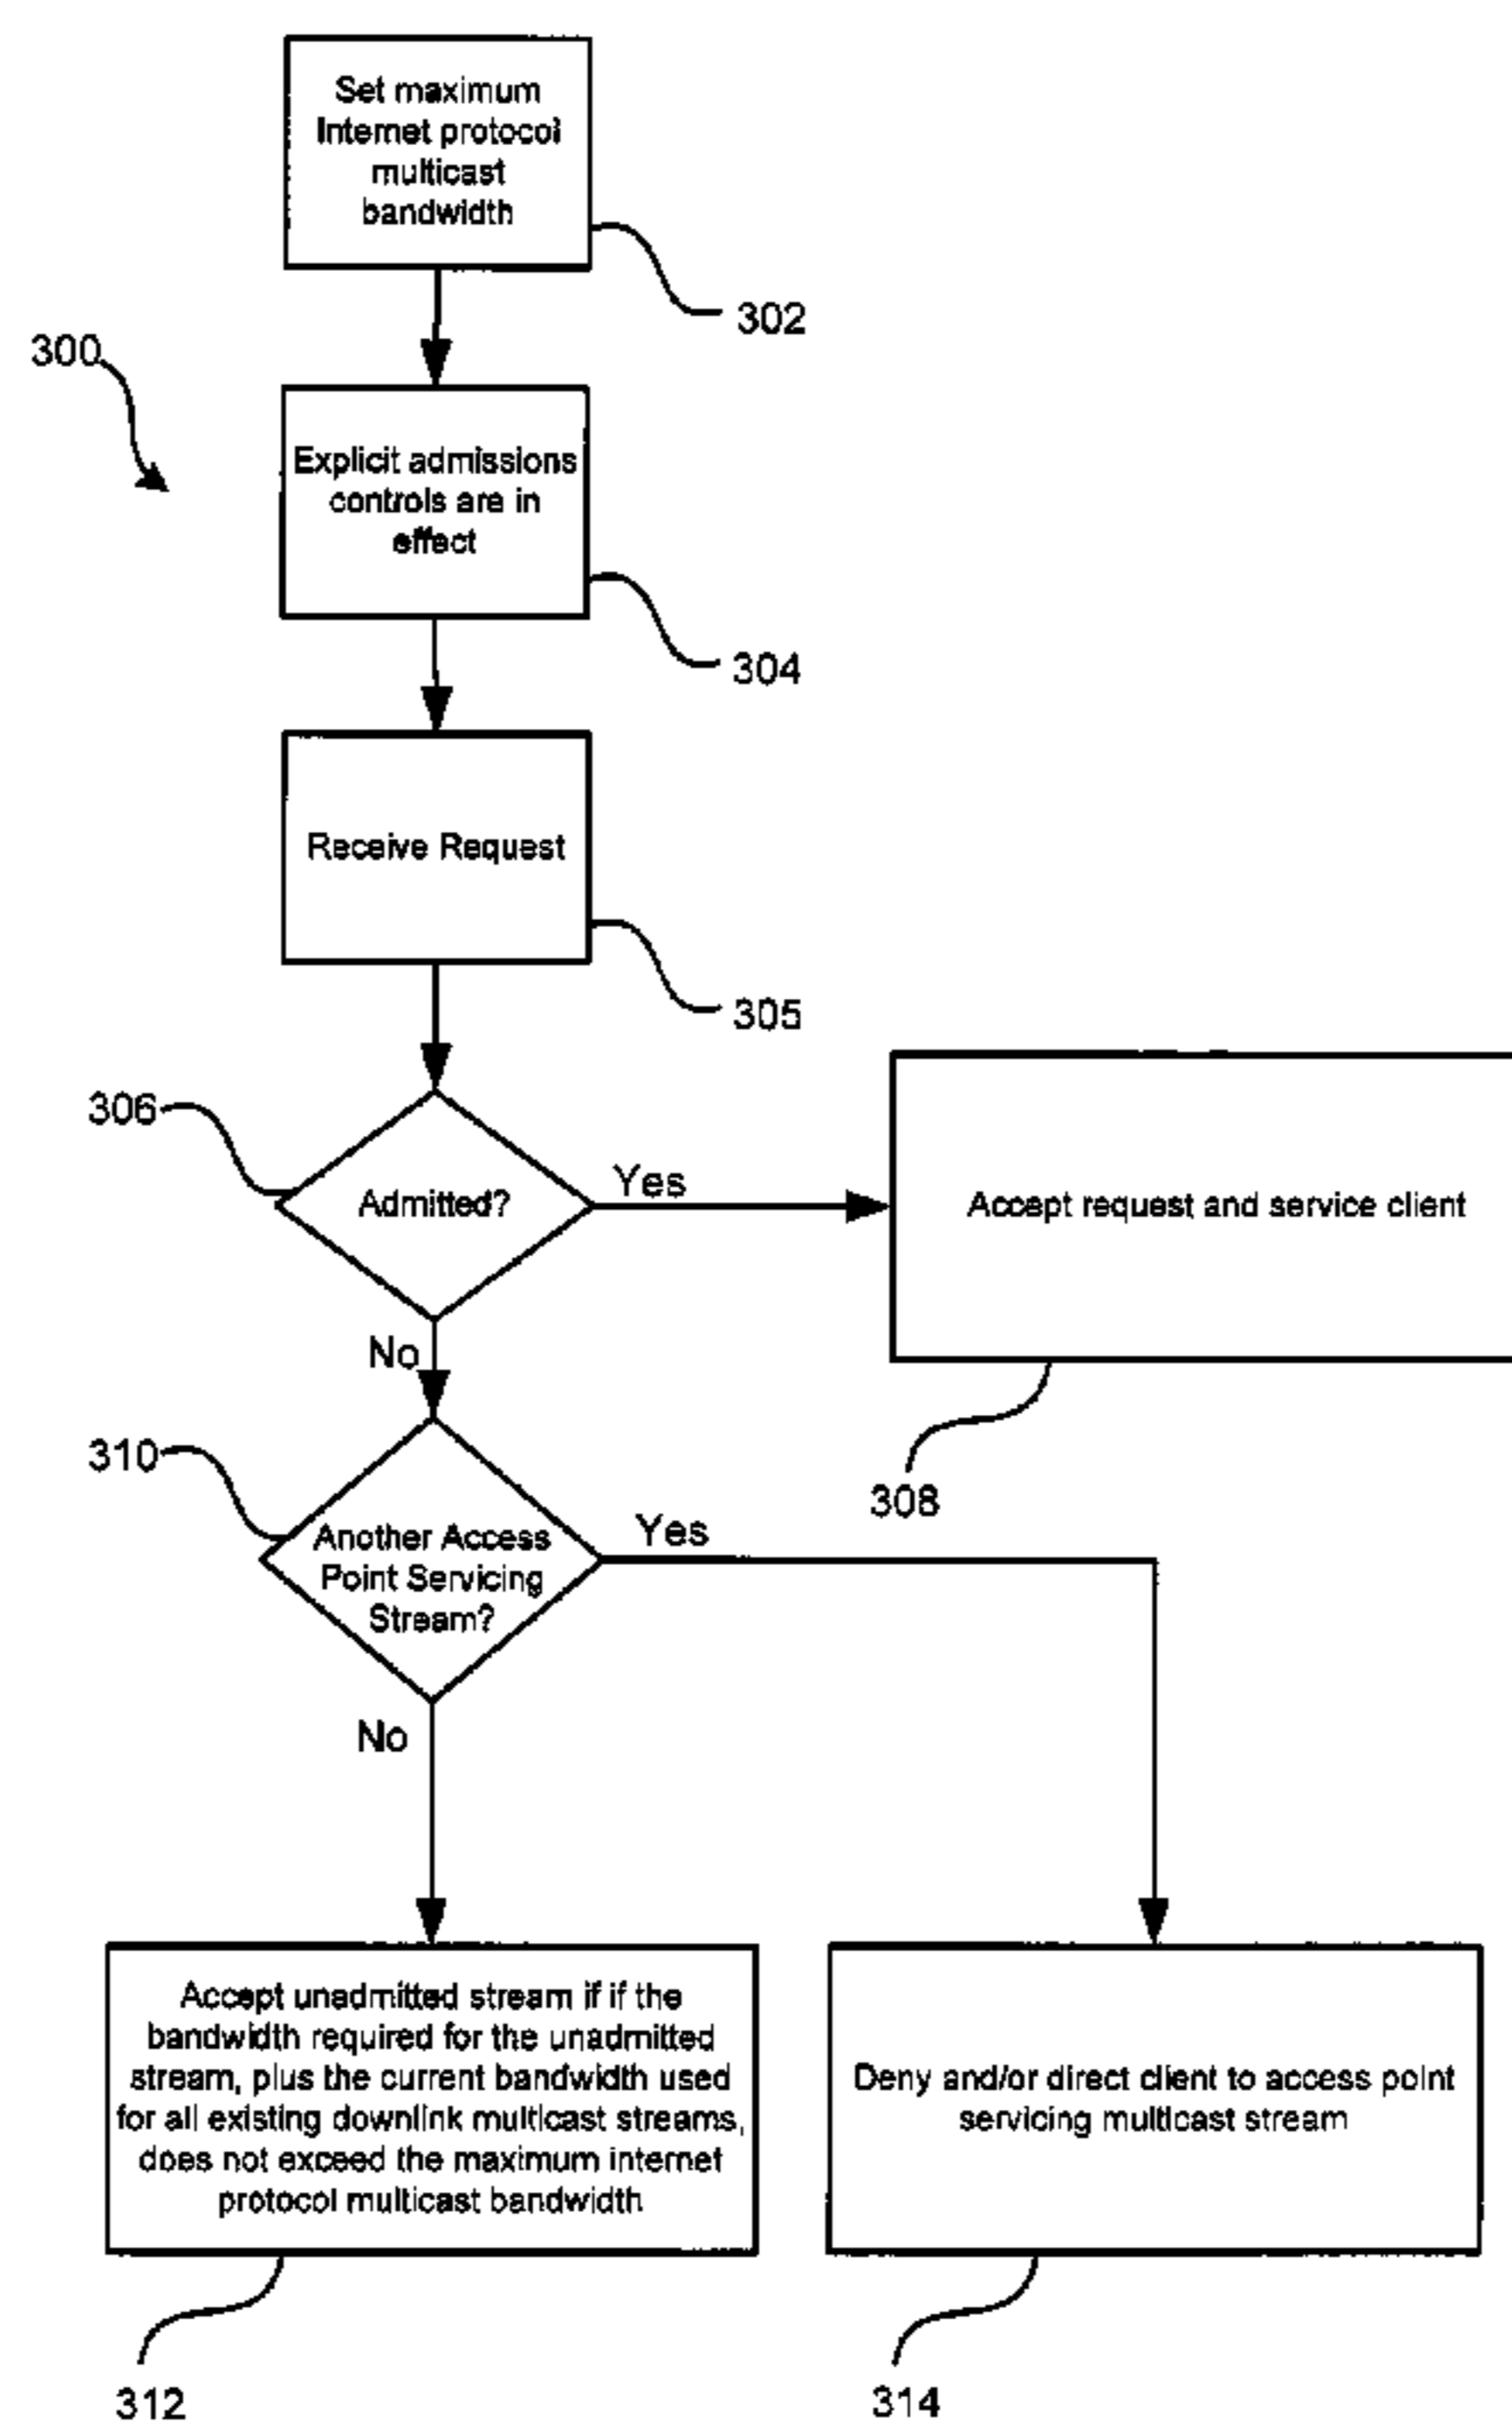 Set maximum
Internet protocol
multicast
bandwidth
302
300
Explicit admissions
controls are in
effect
304
Receive Request
305
306
Admitted?
Yes
Accept request and service client
No
308
310
Another Access
Point Servicing
Stream?
Yes
No
Accept unadmitted stream if if the
bandwidth required for the unadmitted
stream, plus the current bandwidth used
for all existing downlink multicast streams,
does not exceed the maximum internet
protocol multicast bandwidth
Deny and/or direct client to access point
servicing multicast stream
312
314